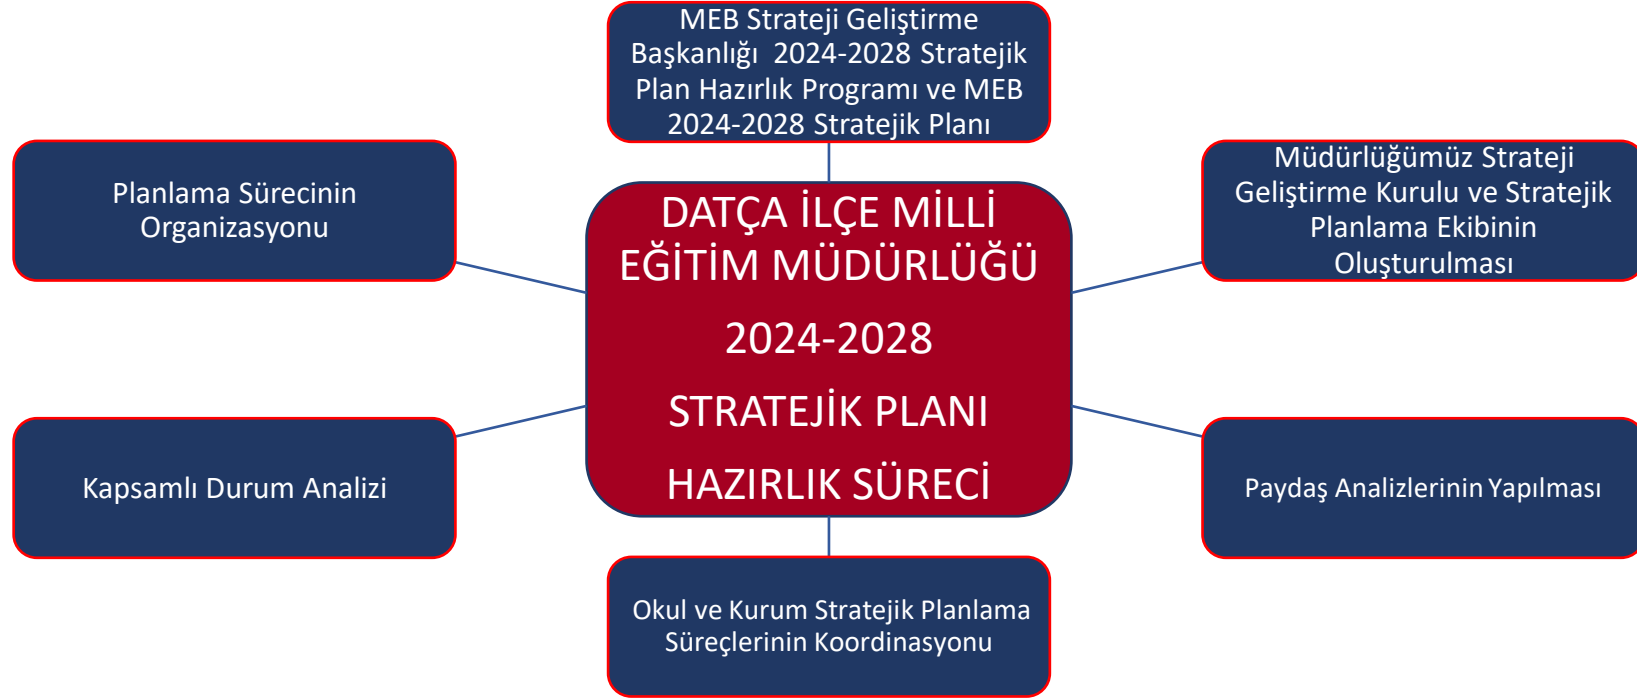 MEB Strateji Geliştirme
Başkanlığı 2024-2028 Stratejik
Plan Hazırlık Programı ve MEB
2024-2028 Stratejik Planı
Planlama Sürecinin
Organizasyonu
DATÇA İLÇE MİLLİ
EĞİTİM MÜDÜRLÜĞÜ
2024-2028
STRATEJİK PLANI
HAZIRLIK SÜRECİ
Müdürlüğümüz Strateji
Geliştirme Kurulu ve Stratejik
Planlama Ekibinin
Oluşturulması
Kapsamlı Durum Analizi
Paydaş Analizlerinin Yapılması
Okul ve Kurum Stratejik Planlama
Süreçlerinin Koordinasyonu